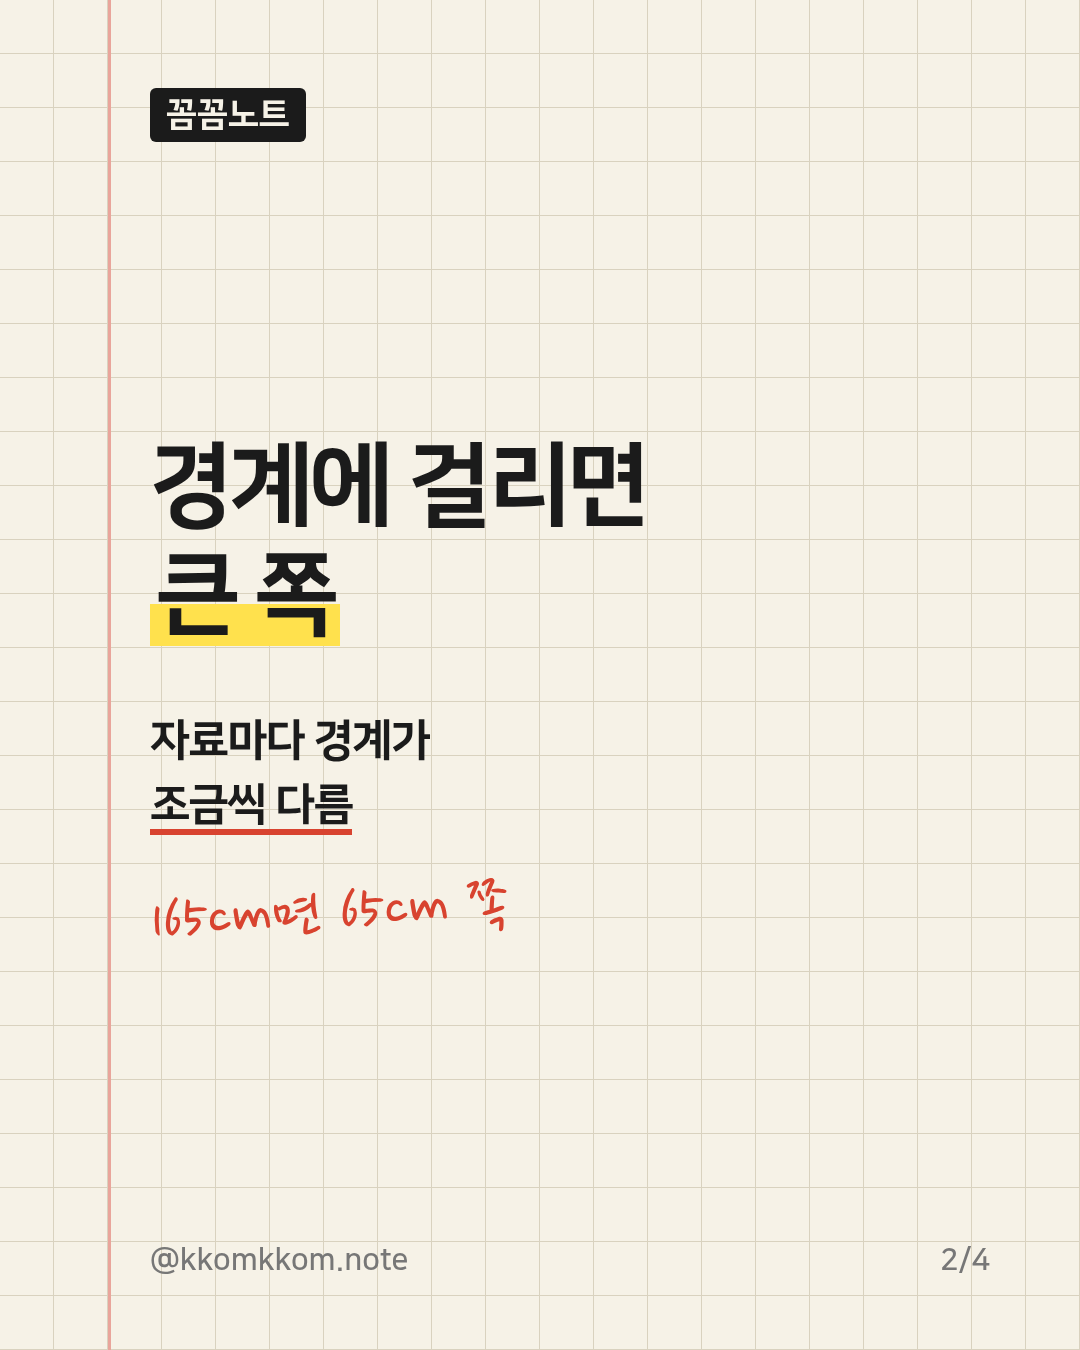 꼼꼼노트
경계에 걸리면
큰 쪽
자료마다 경계가
조금씩 다름
165cm면 65cm 쪽
@kkomkkom.note
2/4